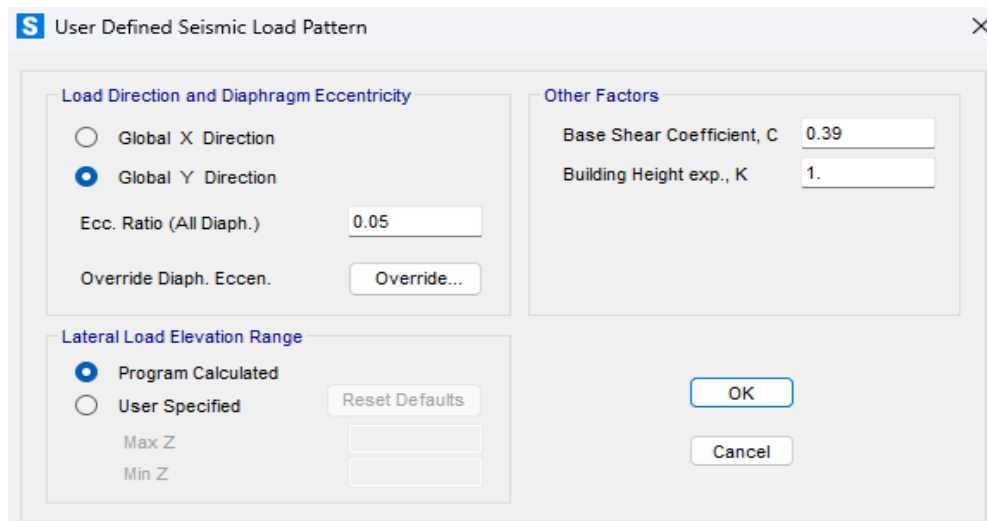 S User Defined Seismic Load Pattern
Load Direction and Diaphragm Eccentricity
Global X Direction
Global Y Direction
Ecc. Ratio (All Diaph.) 0.05
Override Diaph. Eccen. Override...
Other Factors
Base Shear Coefficient, C 0.39
Building Height exp., K 1.
Lateral Load Elevation Range
Program Calculated
User Specified Reset Defaults
Max Z
Min Z
OK
Cancel